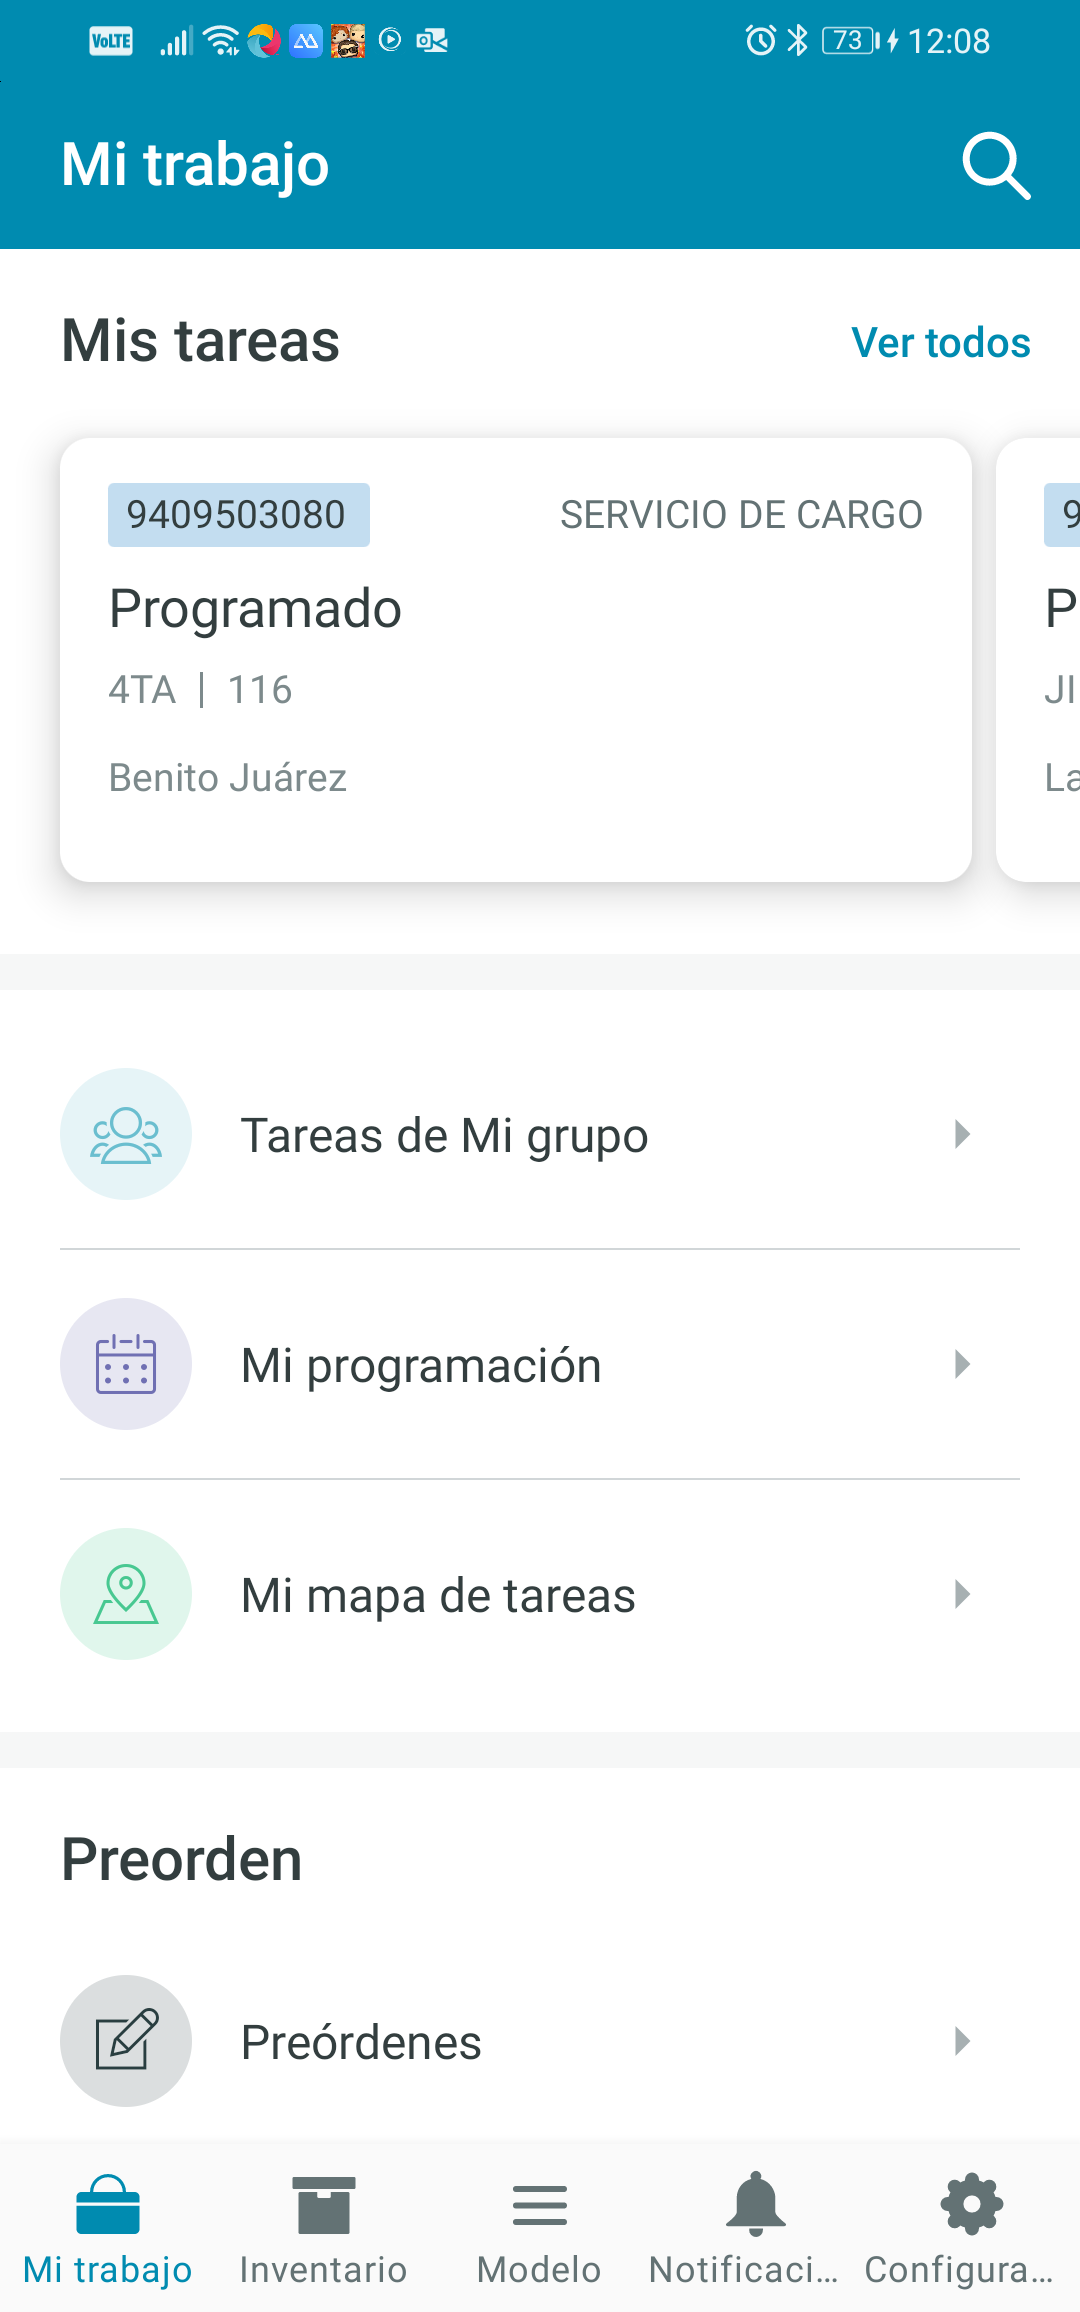 VoLTE 73 12:08
Mi trabajo
Mis tareas Ver todos
9409503080 SERVICIO DE CARGO 9
Programado P
4TA | 116 JI
Benito Juárez La
Tareas de Mi grupo
Mi programación
Mi mapa de tareas
Preorden
Preórdenes
Mi trabajo Inventario Modelo Notificaci... Configura...